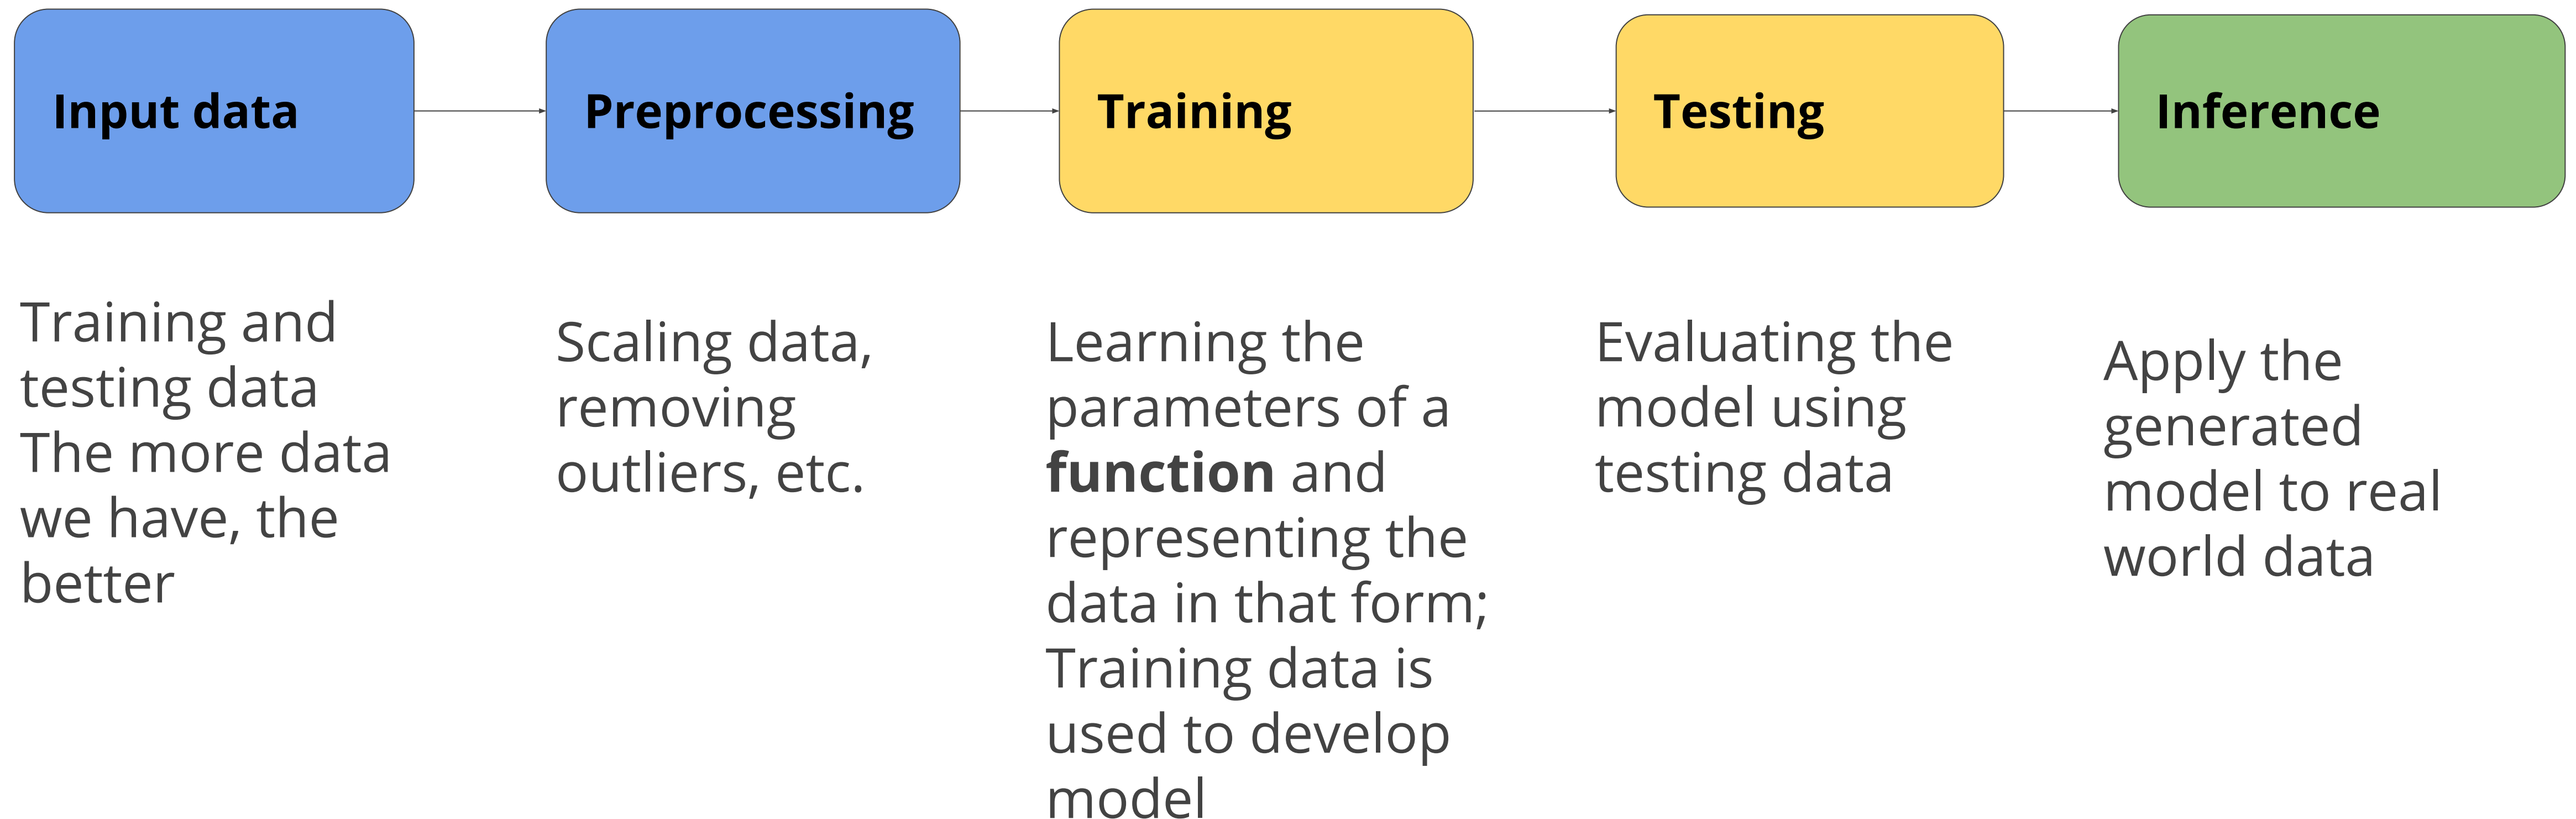 Input data
Preprocessing
Training
Testing
Inference
Training and
testing data
The more data
we have, the
better
Scaling data,
removing
outliers, etc.
Learning the
parameters of a
function and
representing the
data in that form;
Training data is
used to develop
model
Evaluating the
model using
testing data
Apply the
generated
model to real
world data